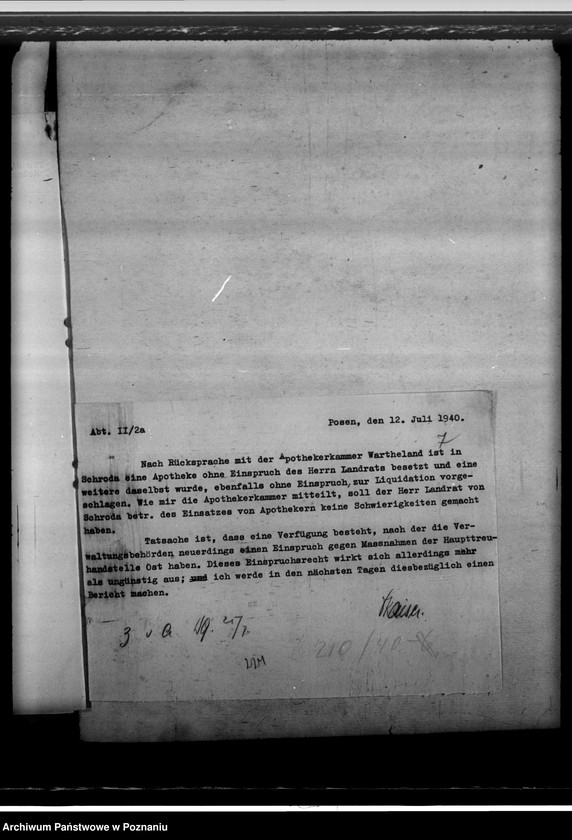 Abt. II/2a
Posen, den 12. Juli 1940.
7
Nach Rücksprache mit der Apothekerkammer Wartheland ist in
Schroda eine Apotheke ohne Einspruch des Herrn Landrats besetzt und eine
weitere daselbst wurde, ebenfalls ohne Einspruch, zur Liquidation vorge-
schlagen. Wie mir die Apothekerkammer mitteilt, soll der Herr Landrat von
Schroda betr. des Einsatzes von Apothekern keine Schwierigkeiten gemacht
haben.
Tatsache ist, dass eine Verfügung besteht, nach der die Ver-
waltungsbehörden neuerdings einen Einspruch gegen Massnahmen der Haupttreu-
handstelle Ost haben. Dieses Einspruchsrecht wirkt sich allerdings mehr
als ungünstig aus; und ich werde in den nächsten Tagen diesbezüglich einen
Bericht machen.
210/40
Archiwum Państwowe w Poznaniu